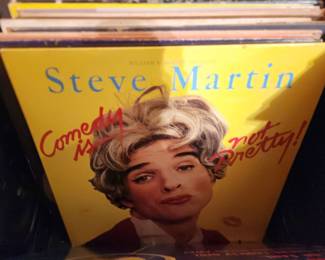 Steve Martin
Comedy
is
not
Pretty!